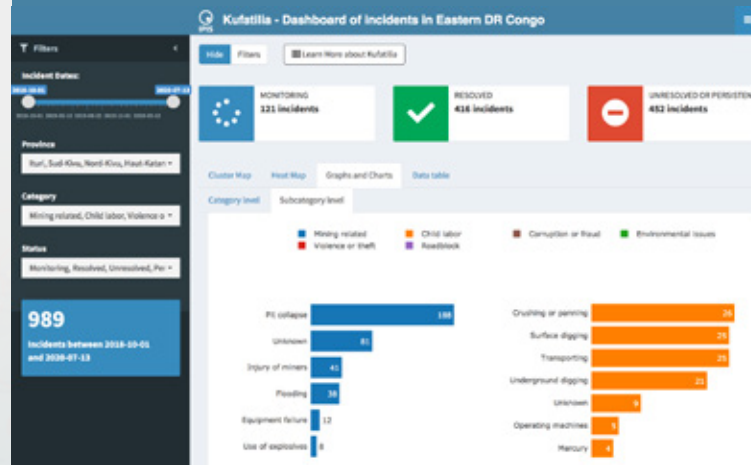 IPIS
Kufatilia - Dashboard of incidents in Eastern DR Congo
Filters
Hide Filters Learn More about Kufatilia
Incident Dates:
2020-07-13
MONITORING
121 incidents
RESOLVED
416 incidents
UNRESOLVED OR PERSISTEN
452 incidents
Province
Ituri, Sud-Kivu, Nord-Kivu, Haut-Katan
Category
Mining related, Child labor, Violence o
Status
Monitoring, Resolved, Unresolved, Per
989
Incidents between 2018-10-01
and 2020-07-13
Cluster Map Heat Map Graphs and Charts Data table
Category level Subcategory level
Mining related Child labor Corruption or fraud Environmental issues
Violence or theft Roadblock
Pit collapse 188
Unknown 81
Injury of miners 41
Flooding 38
Equipment failure 12
Use of explosives 8
Crushing or panning 26
Surface digging 25
Transporting 25
Underground digging 21
Unknown 9
Operating machines 5
Mercury 4